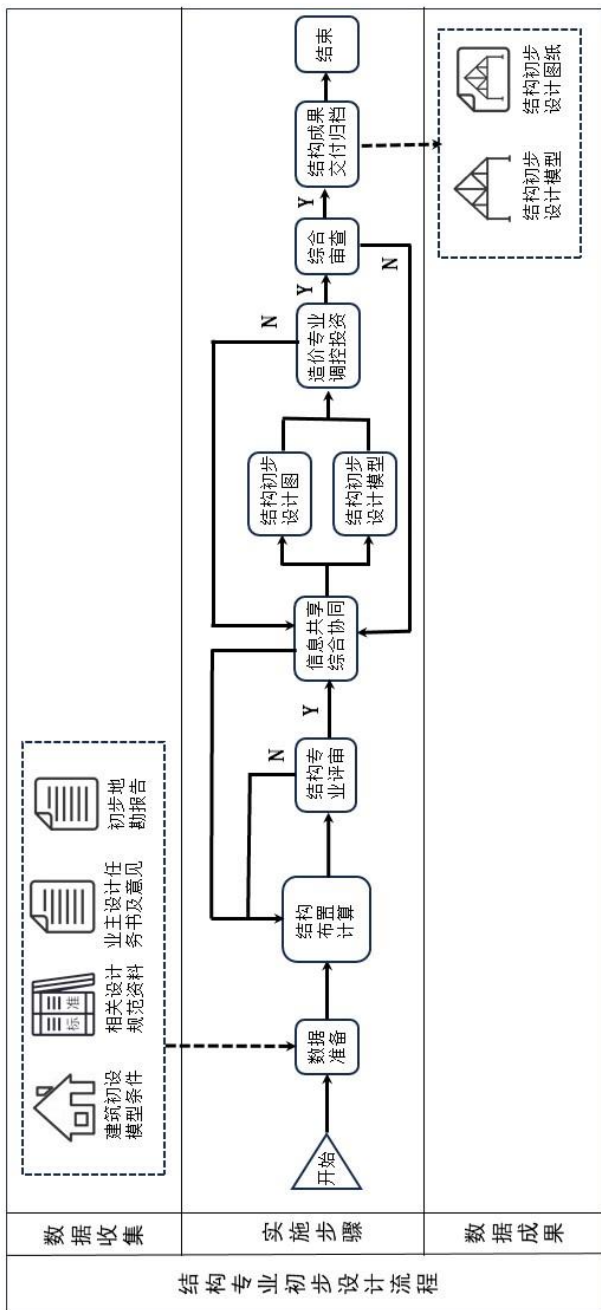 结构专业初步设计流程
数据收集
建筑初设
模型条件
标准
相关设计
规范资料
业主设计任
务书及意见
初步地
勘报告
实施步骤
开始
数据
准备
结构
布置
计算
结构专
业评审
N
Y
信息共享
综合协同
结构初步
设计图
结构初步
设计模型
造价专业
调控投资
N
Y
综合
审查
N
Y
结构成果
交付归档
结束
数据成果
结构初步
设计模型
结构初步
设计图纸